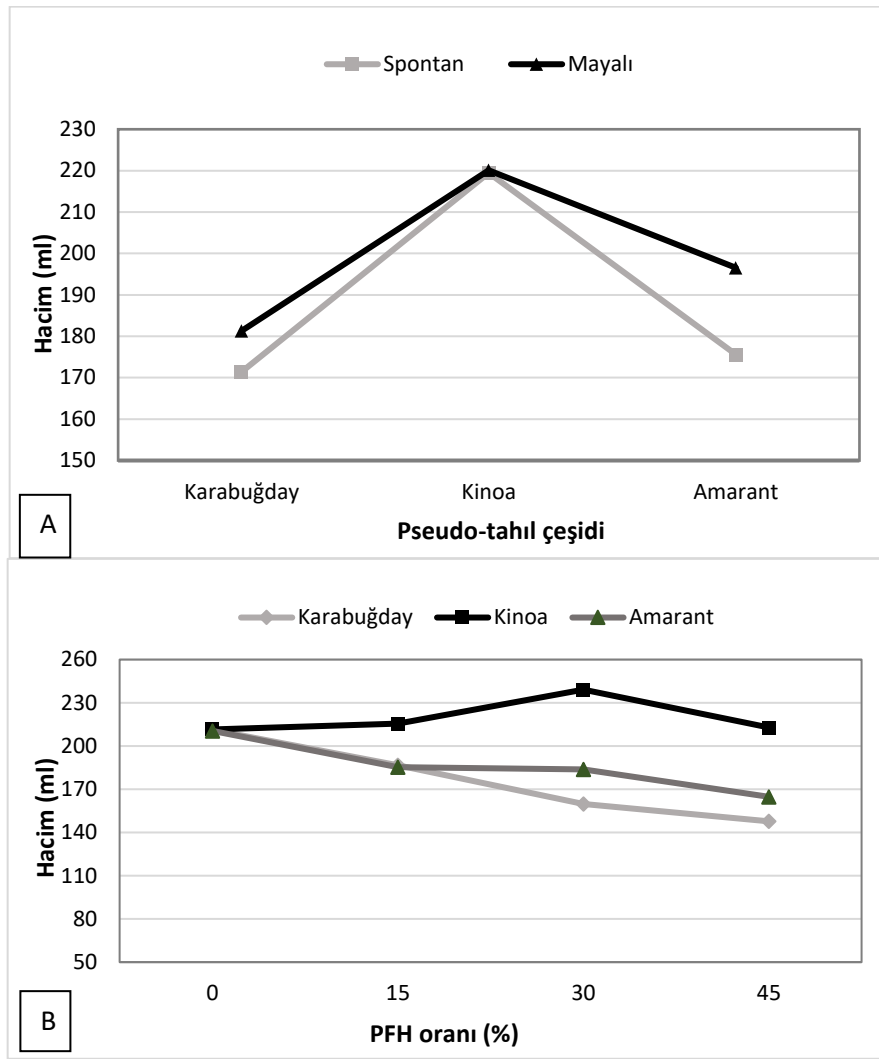 Spontan Mayalı
230
220
210
200
190
180
170
160
150
Hacim (ml)
Karabuğday Kinoa Amarant
Pseudo-tahıl çeşidi
A
Karabuğday Kinoa Amarant
260
230
200
170
140
110
80
50
Hacim (ml)
0 15 30 45
PFH oranı (%)
B